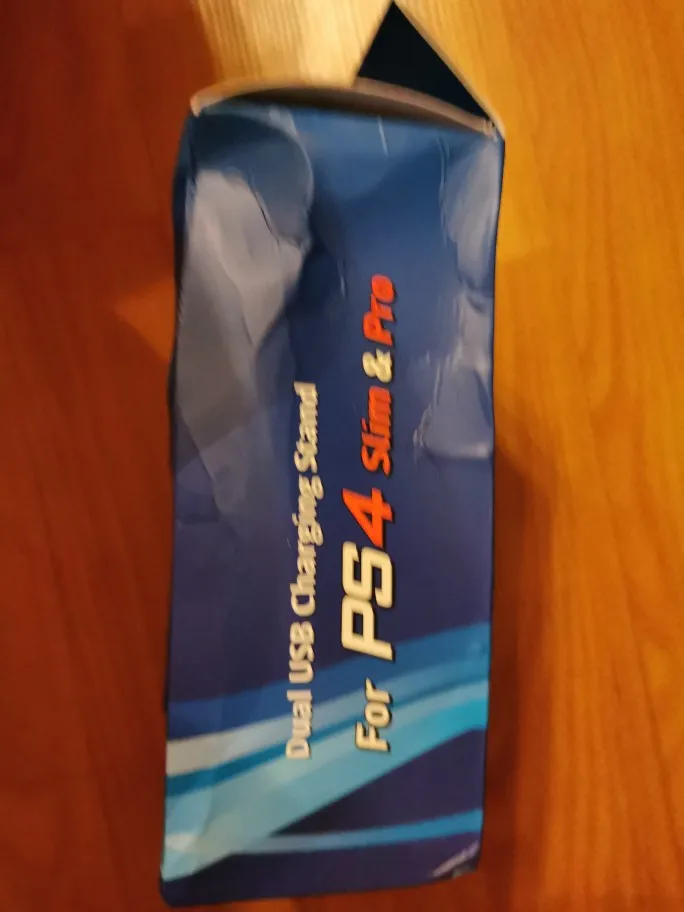 Dual USB Charging Stand
For PS4 Slim & Pro